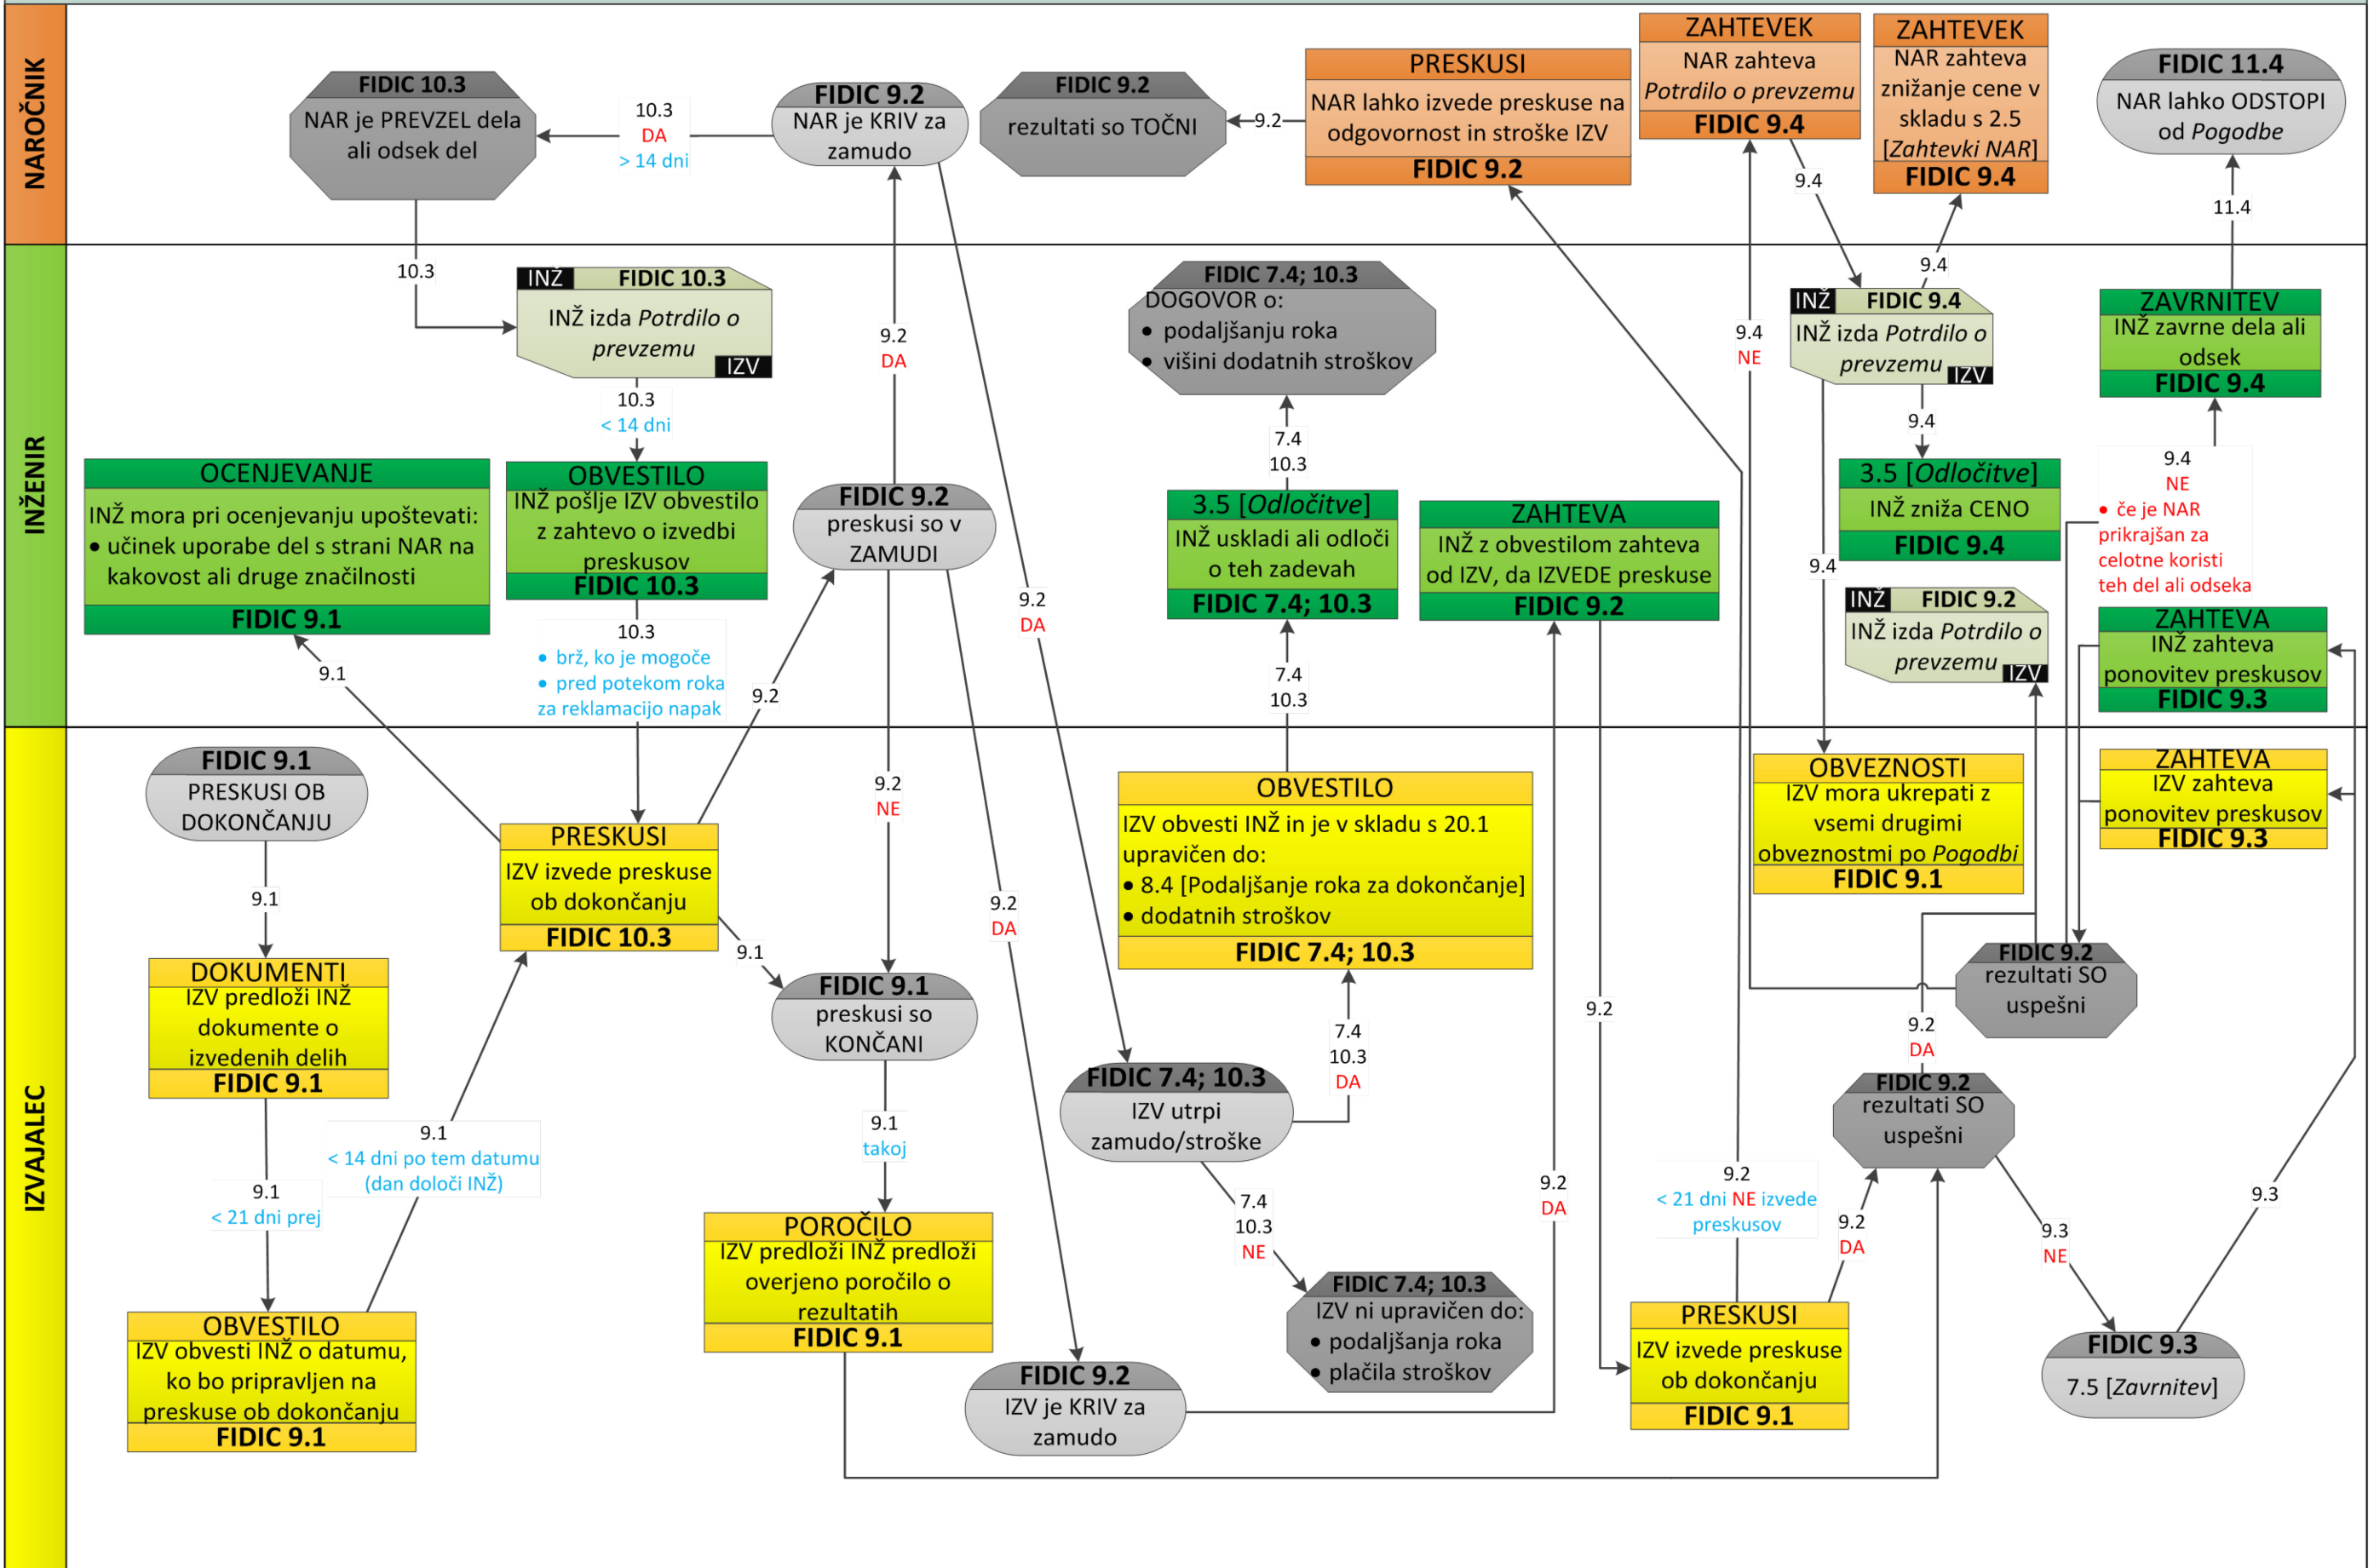 NAROČNIK
FIDIC 10.3
NAR je PREVZEL dela
ali odsek del
10.3
DA
> 14 dni
FIDIC 9.2
NAR je KRIV za
zamudo
FIDIC 9.2
rezultati so TOČNI
9.2
PRESKUSI
NAR lahko izvede preskuse na
odgovornost in stroške IZV
FIDIC 9.2
ZAHTEVEK
NAR zahteva
Potrdilo o prevzemu
FIDIC 9.4
9.4
ZAHTEVEK
NAR zahteva
znižanje cene v
skladu s 2.5
[Zahtevki NAR]
FIDIC 9.4
FIDIC 11.4
NAR lahko ODSTOPI
od Pogodbe
11.4
INŽENIR
10.3
INŽ FIDIC 10.3
INŽ izda Potrdilo o
prevzemu
IZV
10.3
< 14 dni
OCENJEVANJE
INŽ mora pri ocenjevanju upoštevati:
• učinek uporabe del s strani NAR na
kakovost ali druge značilnosti
FIDIC 9.1
9.1
OBVESTILO
INŽ pošlje IZV obvestilo
z zahtevo o izvedbi
preskusov
FIDIC 10.3
10.3
• brž, ko je mogoče
• pred potekom roka
za reklamacijo napak
9.2
DA
FIDIC 9.2
preskusi so v
ZAMUDI
9.2
9.2
DA
FIDIC 7.4; 10.3
DOGOVOR o:
• podaljšanju roka
• višini dodatnih stroškov
7.4
10.3
3.5 [Odločitve]
INŽ uskladi ali odloči
o teh zadevah
FIDIC 7.4; 10.3
7.4
10.3
ZAHTEVA
INŽ z obvestilom zahteva
od IZV, da IZVEDE preskuse
FIDIC 9.2
9.4
NE
9.4
INŽ FIDIC 9.4
INŽ izda Potrdilo o
prevzemu
IZV
9.4
9.4
3.5 [Odločitve]
INŽ zniža CENO
FIDIC 9.4
INŽ FIDIC 9.2
INŽ izda Potrdilo o
prevzemu
IZV
ZAVRNITEV
INŽ zavrne dela ali
odsek
FIDIC 9.4
9.4
NE
• če je NAR
prikrajšan za
celotne koristi
teh del ali odseka
ZAHTEVA
INŽ zahteva
ponovitev preskusov
FIDIC 9.3
IZVAJALEC
FIDIC 9.1
PRESKUSI OB
DOKONČANJU
9.1
DOKUMENTI
IZV predloži INŽ
dokumente o
izvedenih delih
FIDIC 9.1
9.1
< 21 dni prej
OBVESTILO
IZV obvesti INŽ o datumu,
ko bo pripravljen na
preskuse ob dokončanju
FIDIC 9.1
9.1
< 14 dni po tem datumu
(dan določi INŽ)
PRESKUSI
IZV izvede preskuse
ob dokončanju
FIDIC 10.3
9.1
9.2
NE
FIDIC 9.1
preskusi so
KONČANI
9.1
takoj
POROČILO
IZV predloži INŽ predloži
overjeno poročilo o
rezultatih
FIDIC 9.1
9.2
DA
FIDIC 9.2
IZV je KRIV za
zamudo
OBVESTILO
IZV obvesti INŽ in je v skladu s 20.1
upravičen do:
• 8.4 [Podaljšanje roka za dokončanje]
• dodatnih stroškov
FIDIC 7.4; 10.3
7.4
10.3
DA
FIDIC 7.4; 10.3
IZV utrpi
zamudo/stroške
7.4
10.3
NE
FIDIC 7.4; 10.3
IZV ni upravičen do:
• podaljšanja roka
• plačila stroškov
9.2
DA
9.2
PRESKUSI
IZV izvede preskuse
ob dokončanju
FIDIC 9.1
9.2
< 21 dni NE izvede
preskusov
9.2
DA
OBVEZNOSTI
IZV mora ukrepati z
vsemi drugimi
obveznostmi po Pogodbi
FIDIC 9.1
ZAHTEVA
IZV zahteva
ponovitev preskusov
FIDIC 9.3
FIDIC 9.2
rezultati SO
uspešni
9.2
DA
FIDIC 9.2
rezultati SO
uspešni
9.3
NE
9.3
FIDIC 9.3
7.5 [Zavrnitev]